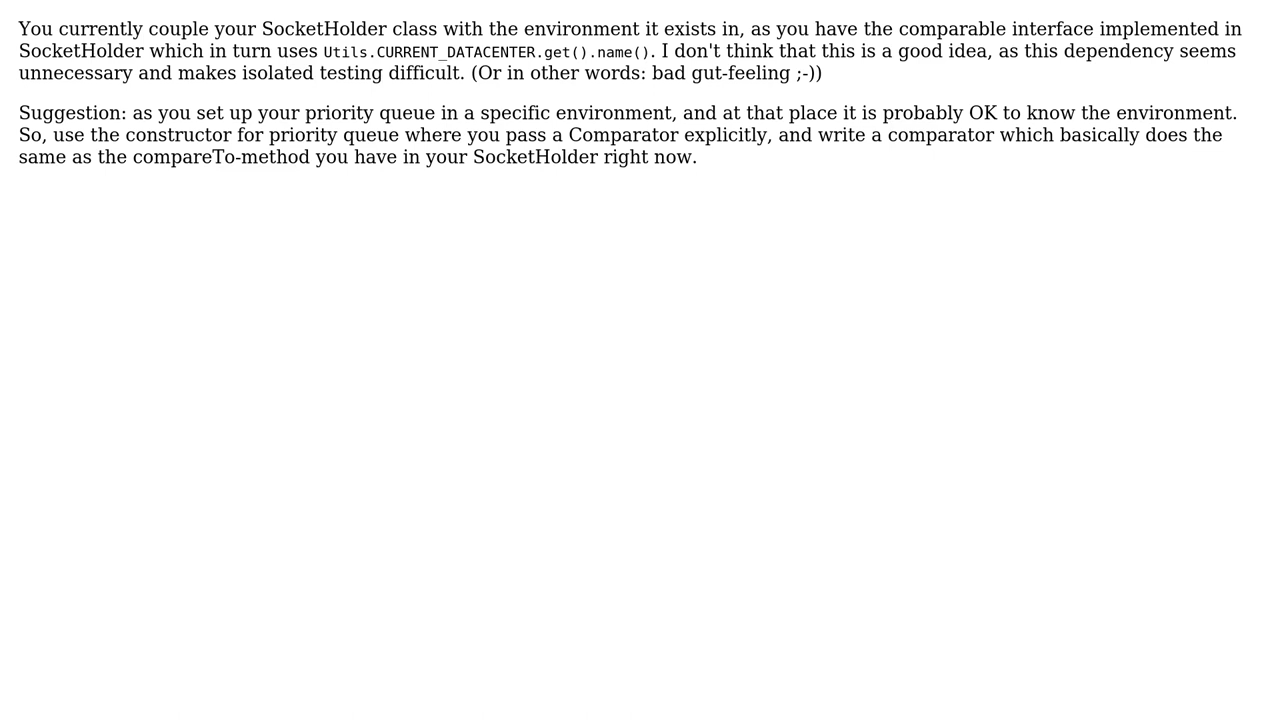 You currently couple your SocketHolder class with the environment it exists in, as you have the comparable interface implemented in
SocketHolder which in turn uses Utils.CURRENT_DATACENTER.get().name(). I don't think that this is a good idea, as this dependency seems
unnecessary and makes isolated testing difficult. (Or in other words: bad gut-feeling ;-))
Suggestion: as you set up your priority queue in a specific environment, and at that place it is probably OK to know the environment.
So, use the constructor for priority queue where you pass a Comparator explicitly, and write a comparator which basically does the
same as the compareTo-method you have in your SocketHolder right now.